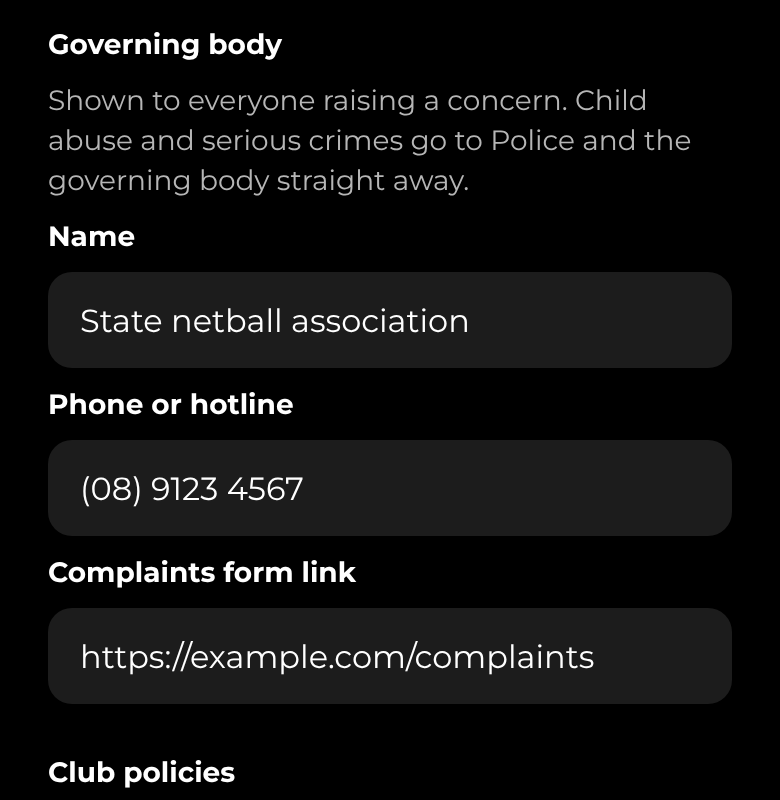 Governing body
Shown to everyone raising a concern. Child
abuse and serious crimes go to Police and the
governing body straight away.
Name
State netball association
Phone or hotline
(08) 9123 4567
Complaints form link
https://example.com/complaints
Club policies